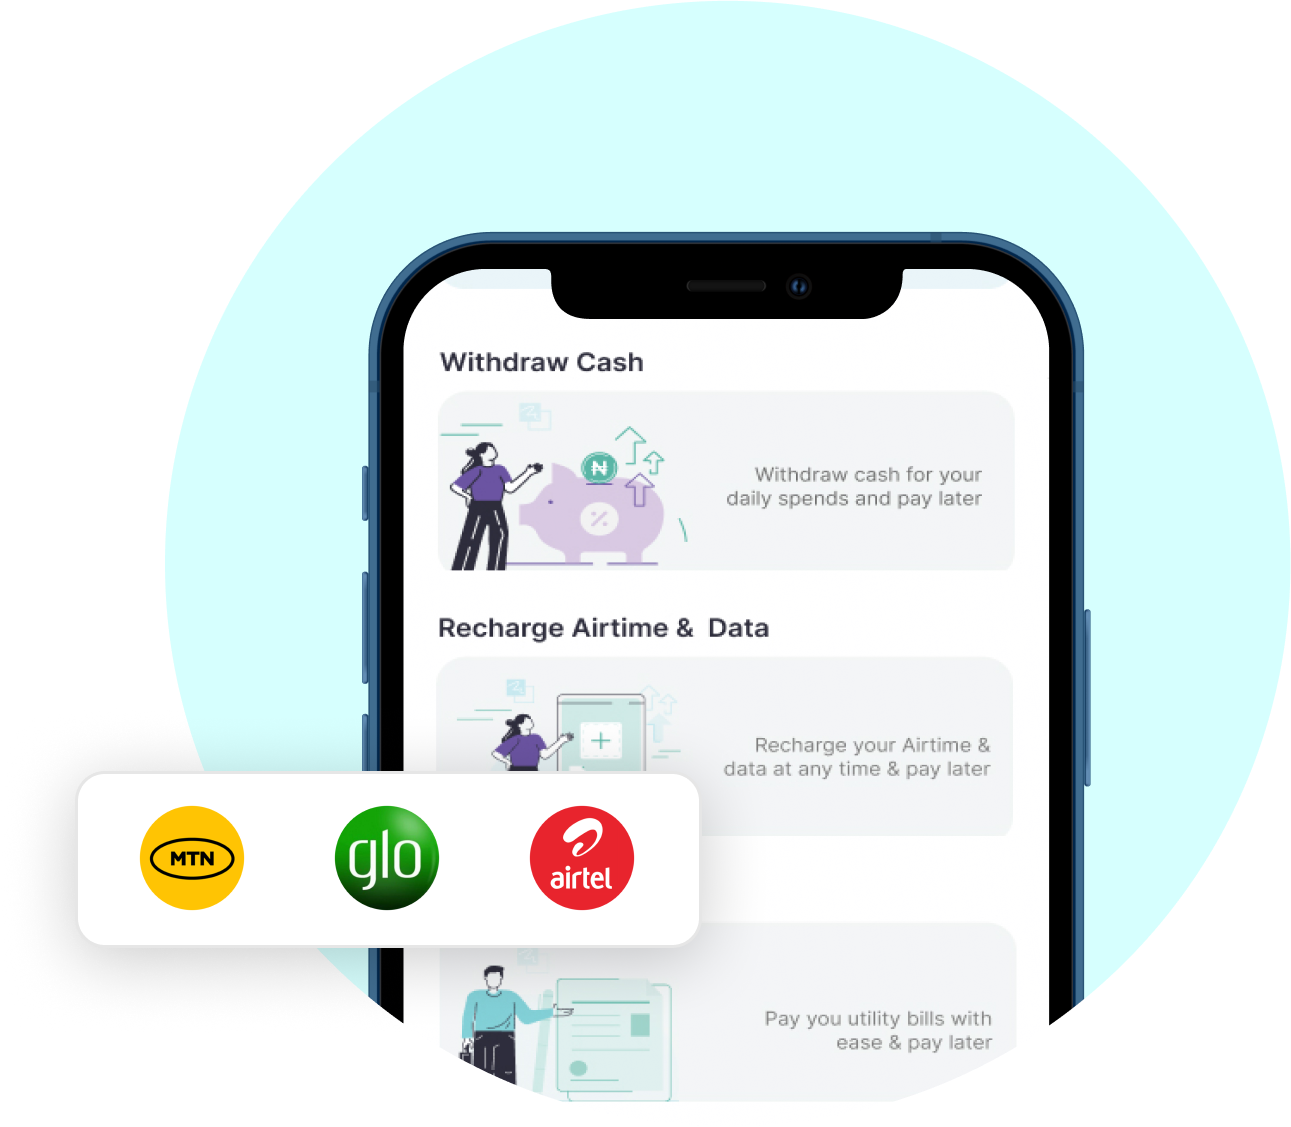 Withdraw Cash
Withdraw cash for your
daily spends and pay later
Recharge Airtime & Data
Recharge your Airtime &
data at any time & pay later
MTN
glo
airtel
Pay you utility bills with
ease & pay later